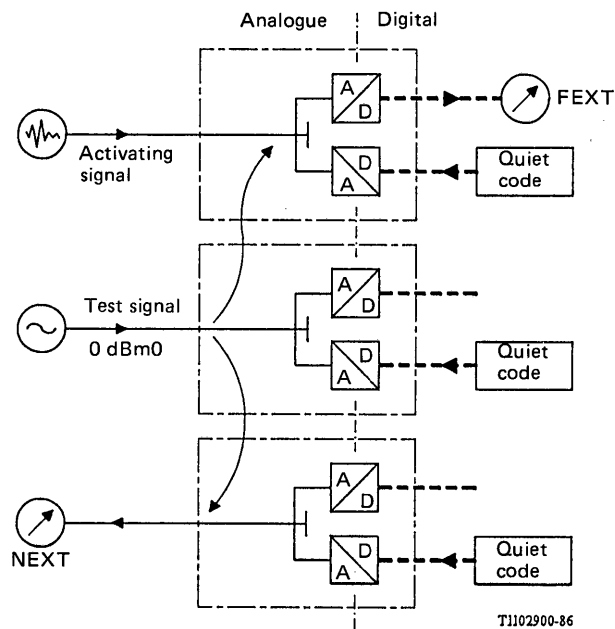 Analogue Digital
A
D
FEXT
Activating
signal
D
A
Quiet
code
A
D
Test signal
0 dBm0
D
A
Quiet
code
A
D
NEXT
D
A
Quiet
code
T1102900-86